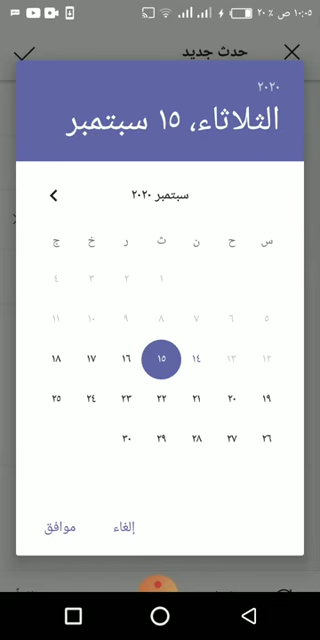 ١٠:٠٥ ص ٪ ٢٠
حدث جديد
٢٠٢٠
الثلاثاء، ١٥ سبتمبر
سبتمبر ٢٠٢٠
س ح ن ث ر خ ج
١ ٢ ٣ ٤
٥ ٦ ٧ ٨ ٩ ١٠ ١١
١٢ ١٣ ١٤ ١٥ ١٦ ١٧ ١٨
١٩ ٢٠ ٢١ ٢٢ ٢٣ ٢٤ ٢٥
٢٦ ٢٧ ٢٨ ٢٩ ٣٠
إلغاء موافق